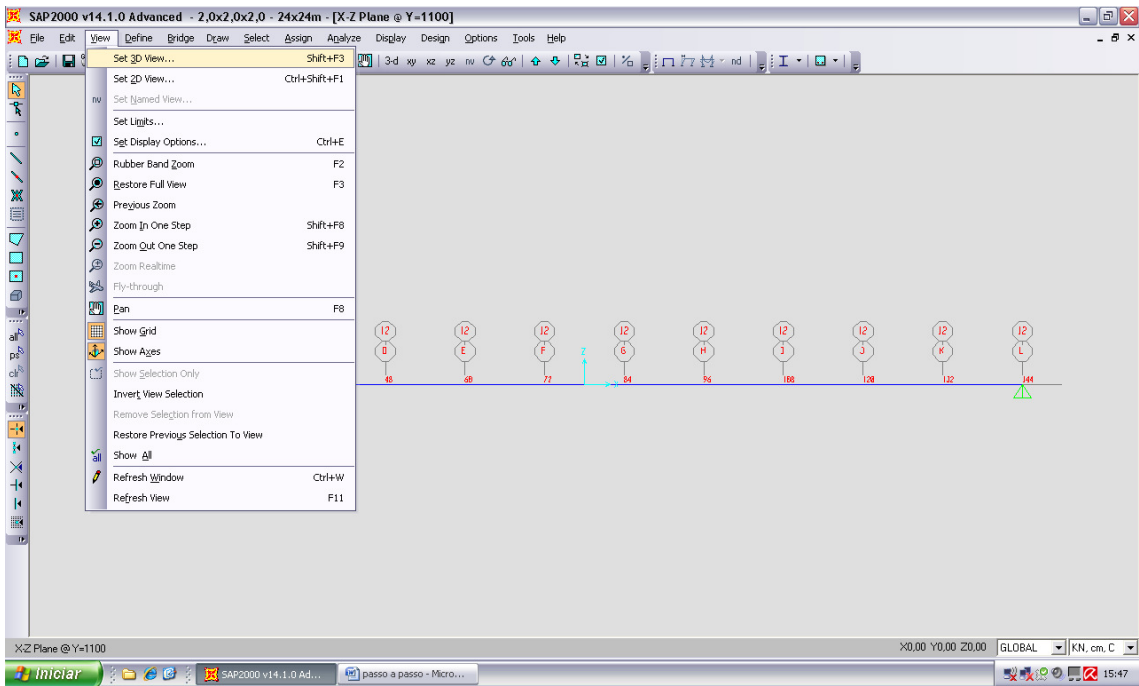 SAP2000 v14.1.0 Advanced - 2,0x2,0x2,0 - 24x24m - [X-Z Plane @ Y=1100]
File Edit View Define Bridge Draw Select Assign Analyze Display Design Options Tools Help
3-d xy xz yz nv nd
Set 3D View... Shift+F3
Set 2D View... Ctrl+Shift+F1
nv Set Named View...
Set Limits...
Set Display Options... Ctrl+E
Rubber Band Zoom F2
Restore Full View F3
Previous Zoom
Zoom In One Step Shift+F8
Zoom Out One Step Shift+F9
Zoom Realtime
Fly-through
Pan F8
Show Grid
Show Axes
Show Selection Only
Invert View Selection
Remove Selection from View
Restore Previous Selection To View
all Show All
Refresh Window Ctrl+W
Refresh View F11
all
ps
clr
12 12 12 12 12 12 12 12 12
D E F Z G H I J K L
48 60 72 84 96 108 120 132 144
X-Z Plane @ Y=1100
X0,00 Y0,00 Z0,00 GLOBAL KN, cm, C
Iniciar SAP2000 v14.1.0 Ad... passo a passo - Micro... 15:47